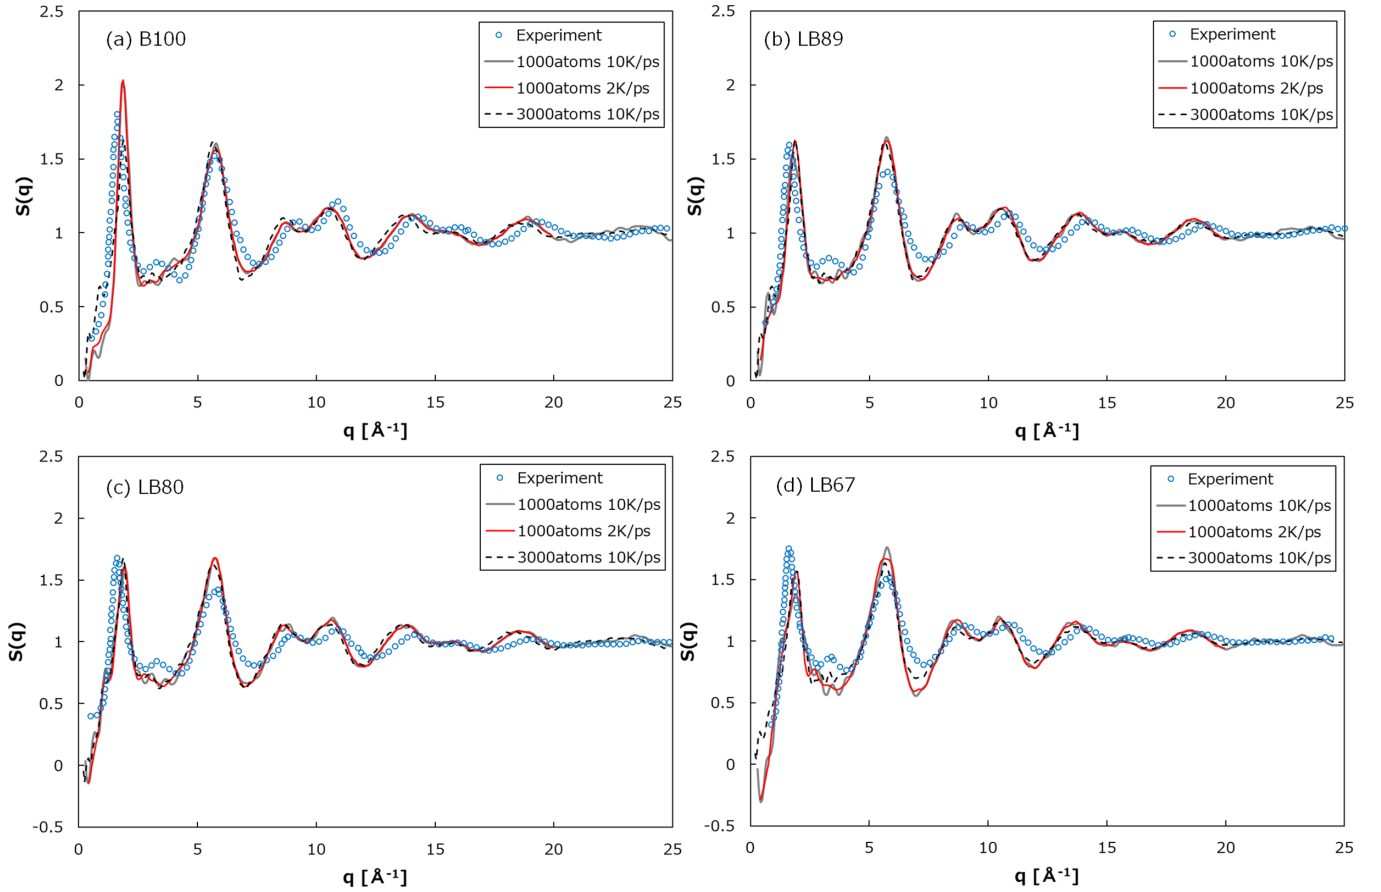 (a) B100
Experiment
1000atoms 10K/ps
1000atoms 2K/ps
3000atoms 10K/ps
2.5
2
1.5
1
0.5
0
S(q)
0 5 10 15 20 25
q [Å-1]
(b) LB89
Experiment
1000atoms 10K/ps
1000atoms 2K/ps
3000atoms 10K/ps
2.5
2
1.5
1
0.5
0
S(q)
0 5 10 15 20 25
q [Å-1]
(c) LB80
Experiment
1000atoms 10K/ps
1000atoms 2K/ps
3000atoms 10K/ps
2.5
2
1.5
1
0.5
0
-0.5
S(q)
0 5 10 15 20 25
q [Å-1]
(d) LB67
Experiment
1000atoms 10K/ps
1000atoms 2K/ps
3000atoms 10K/ps
2.5
2
1.5
1
0.5
0
-0.5
S(q)
0 5 10 15 20 25
q [Å-1]